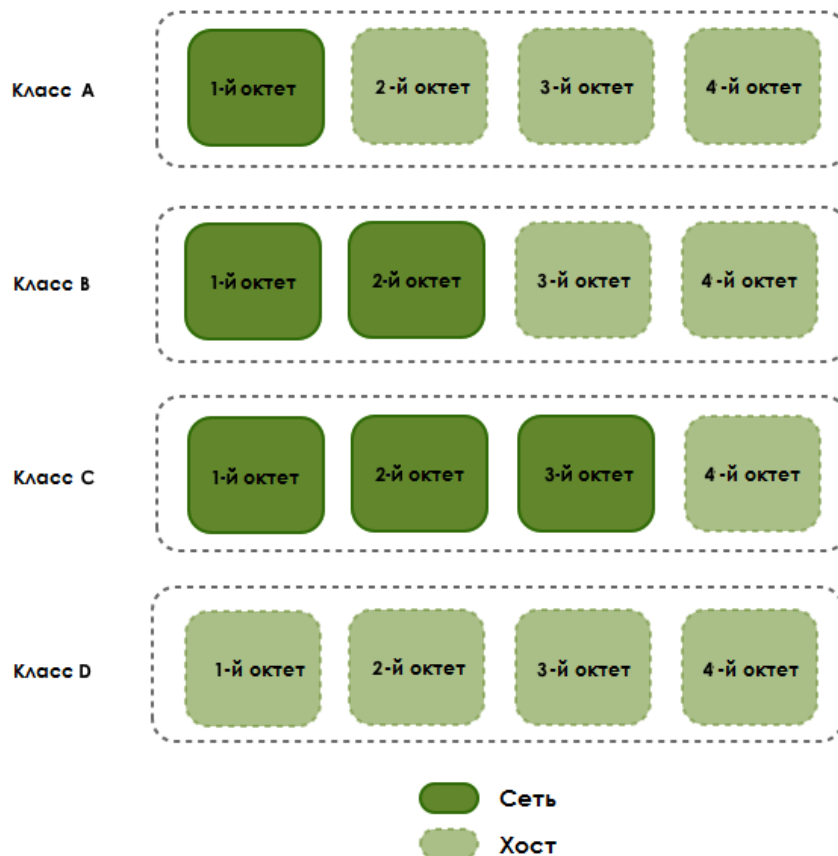 Класс A
1-й октет
2-й октет
3-й октет
4-й октет
Класс B
1-й октет
2-й октет
3-й октет
4-й октет
Класс C
1-й октет
2-й октет
3-й октет
4-й октет
Класс D
1-й октет
2-й октет
3-й октет
4-й октет
Сеть
Хост